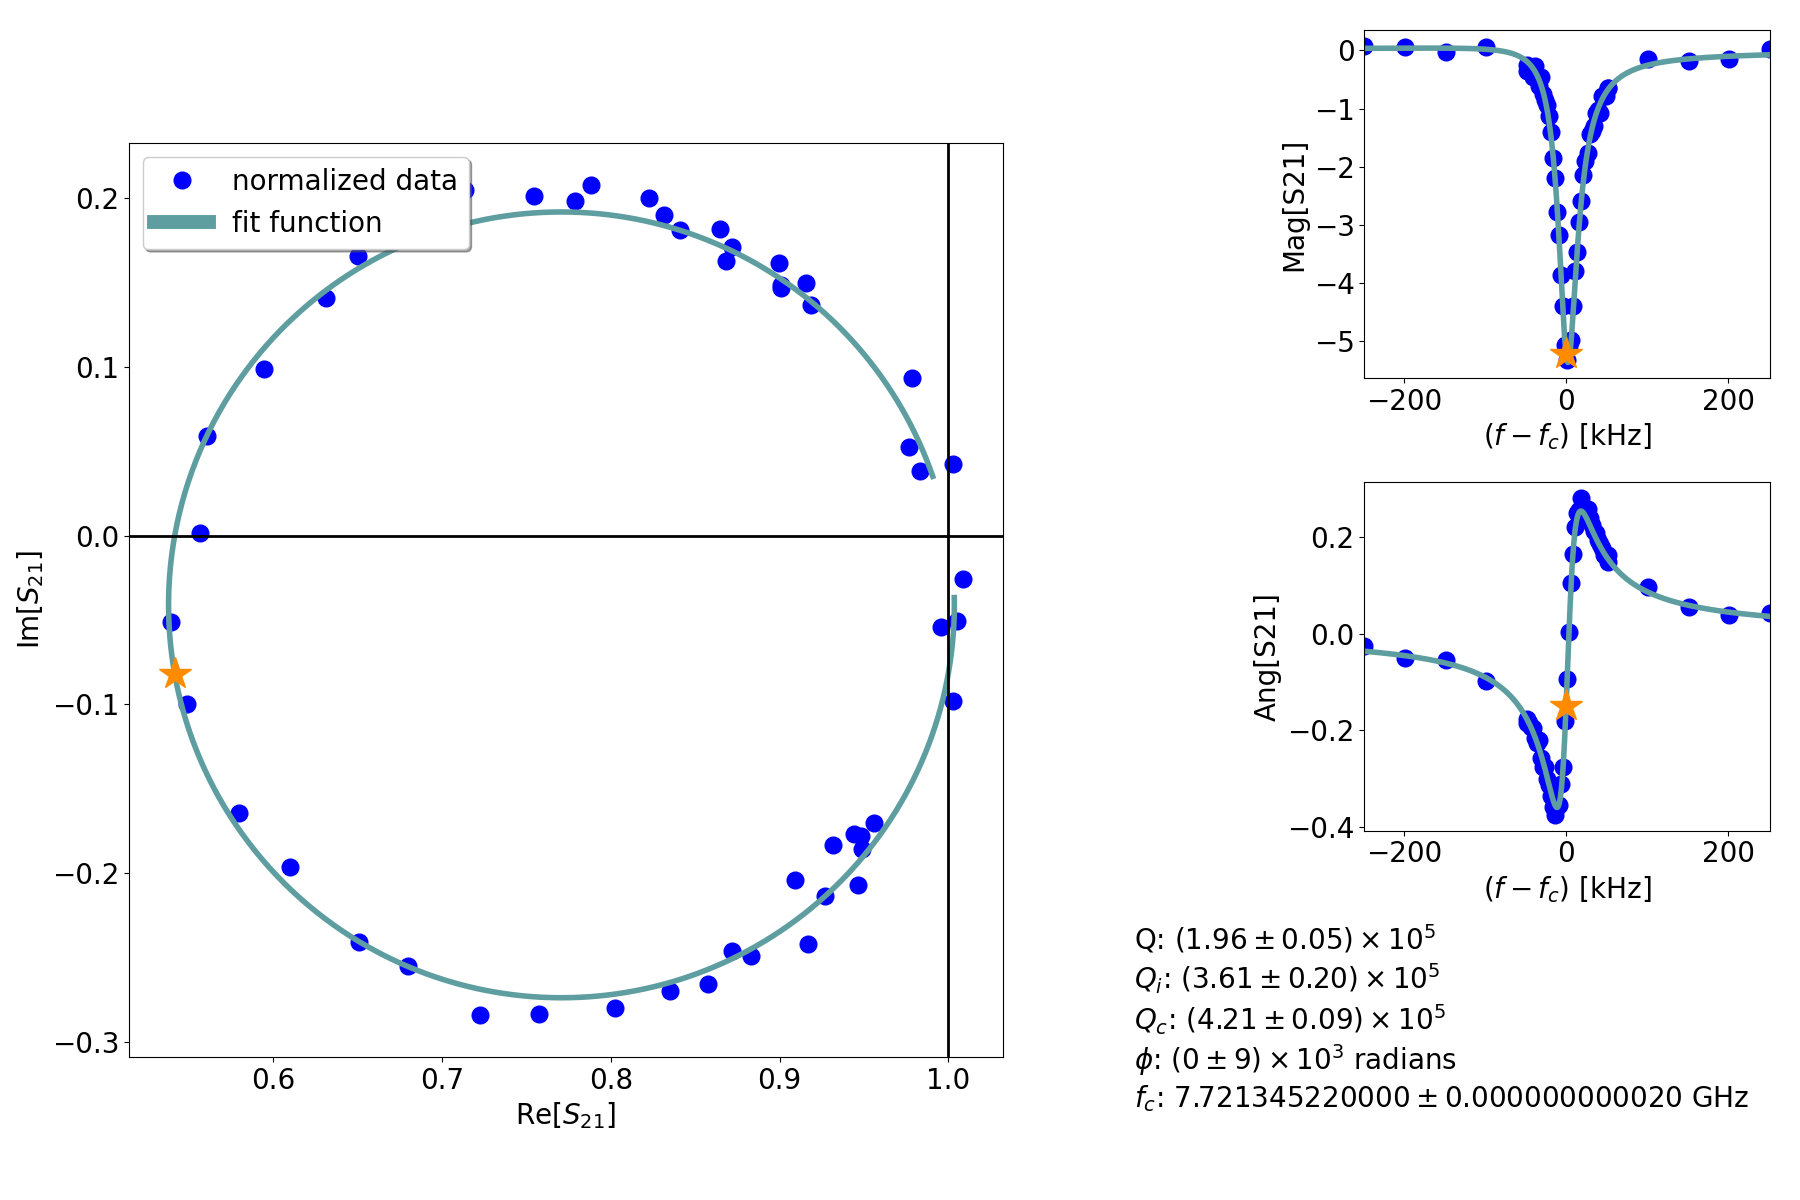 normalized data
fit function
0.2
0.1
0.0
−0.1
−0.2
−0.3
Im[S21]
0.6
0.7
0.8
0.9
1.0
Re[S21]
0
−1
−2
−3
−4
−5
Mag[S21]
−200
0
200
(f − fc) [kHz]
0.2
0.0
−0.2
−0.4
Ang[S21]
−200
0
200
(f − fc) [kHz]
Q: (1.96 ± 0.05) × 10^5
Qi: (3.61 ± 0.20) × 10^5
Qc: (4.21 ± 0.09) × 10^5
ϕ: (0 ± 9) × 10^3 radians
fc: 7.721345220000 ± 0.000000000020 GHz